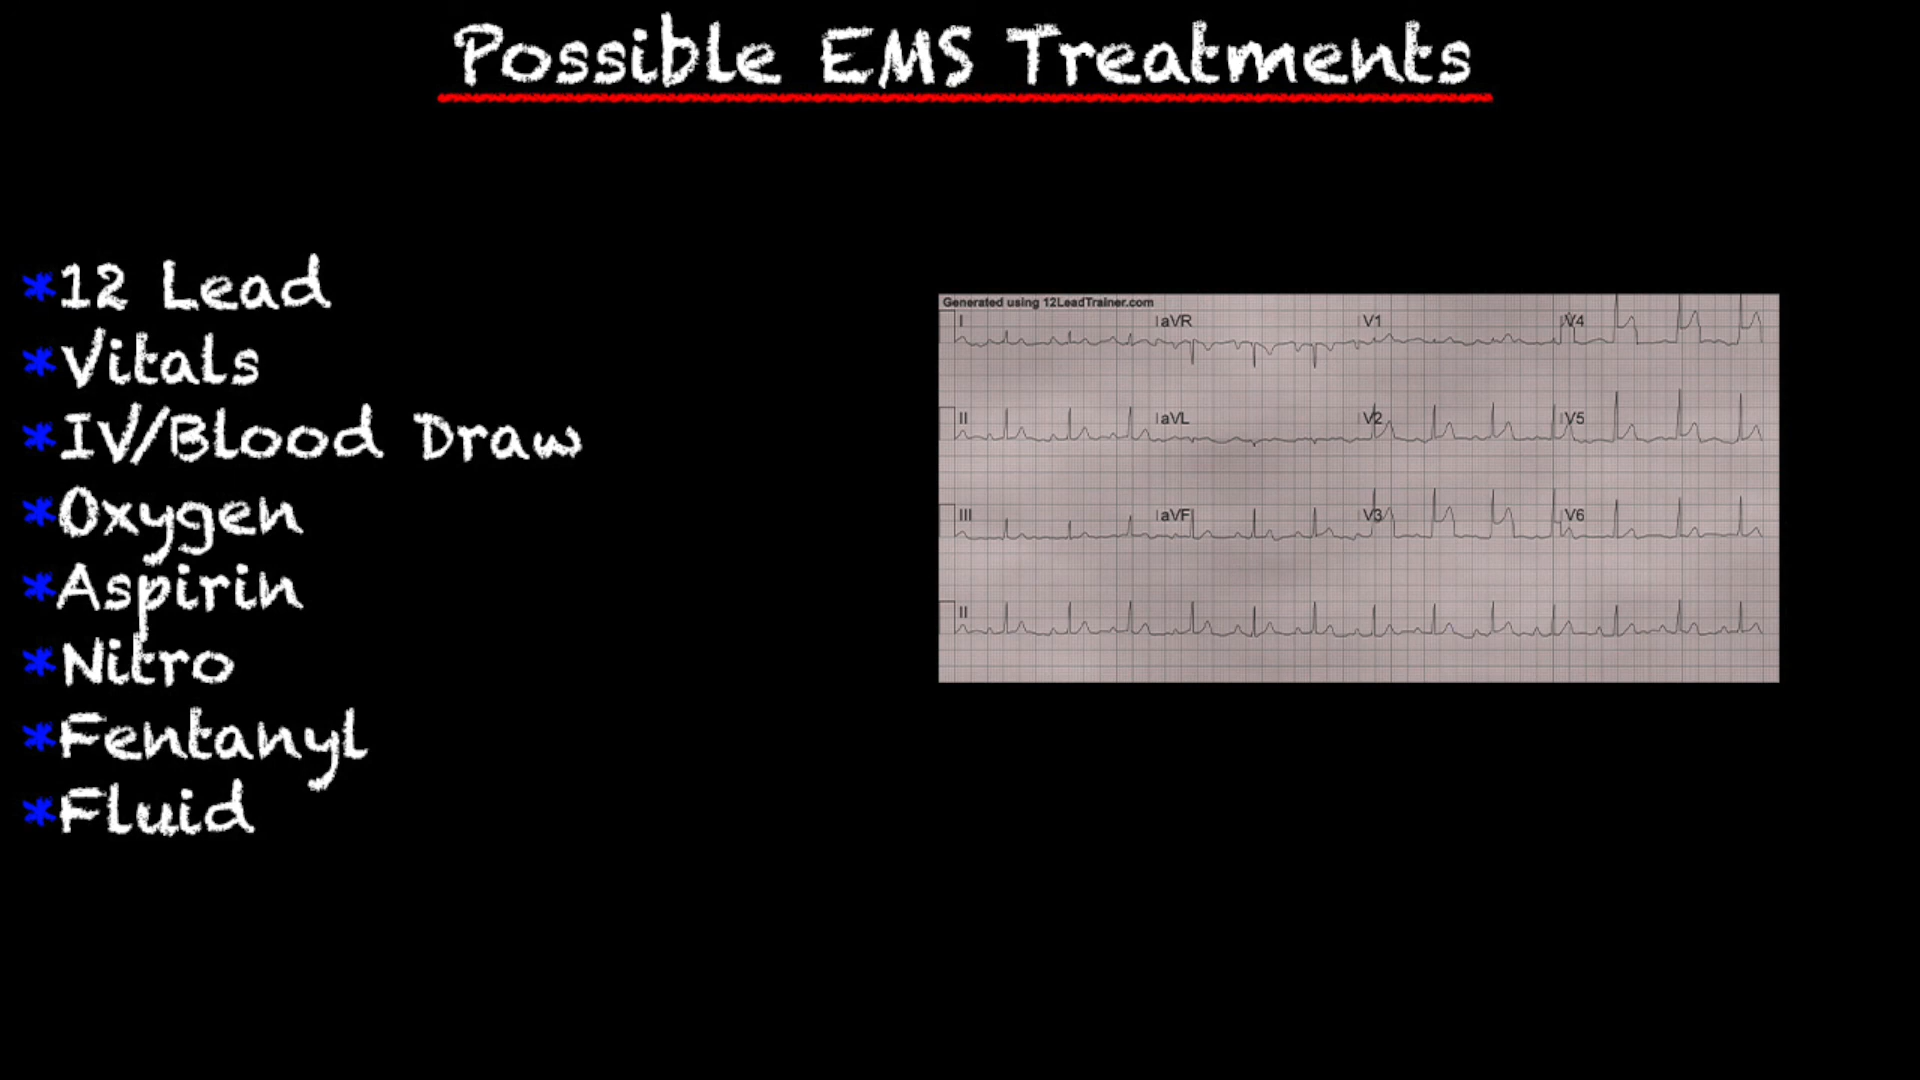 Possible EMS Treatments
*12 Lead
*Vitals
*IV/Blood Draw
*Oxygen
*Aspirin
*Nitro
*Fentanyl
*Fluid
Generated using 12LeadTrainer.com
I aVR V1 V4
II aVL V2 V5
III aVF V3 V6
II